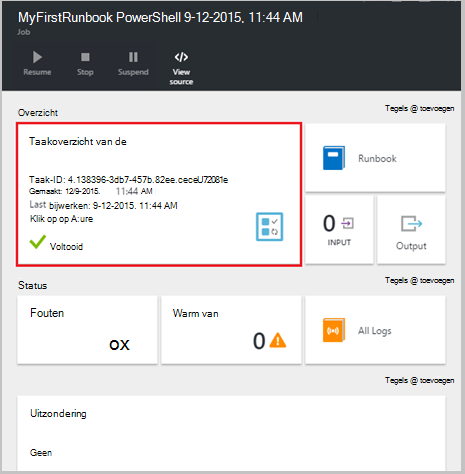 MyFirstRunbook PowerShell 9-12-2015, 11:44 AM
Job
Resume
Stop
Suspend
View source
Overzicht
Tegels @ toevoegen
Taakoverzicht van de
Taak-ID: 4.138396-3db7-457b.82ee.ceceU72081e
Gemaakt: 12/9-2015. 11:44 AM
Last bijwerken: 9-12-2015. 11:44 AM
Klik op op A:ure
Voltooid
Runbook
0
INPUT
Output
Status
Tegels @ toevoegen
Fouten
ox
Warm van
0
All Logs
Tegels @ toevoegen
Uitzondering
Geen